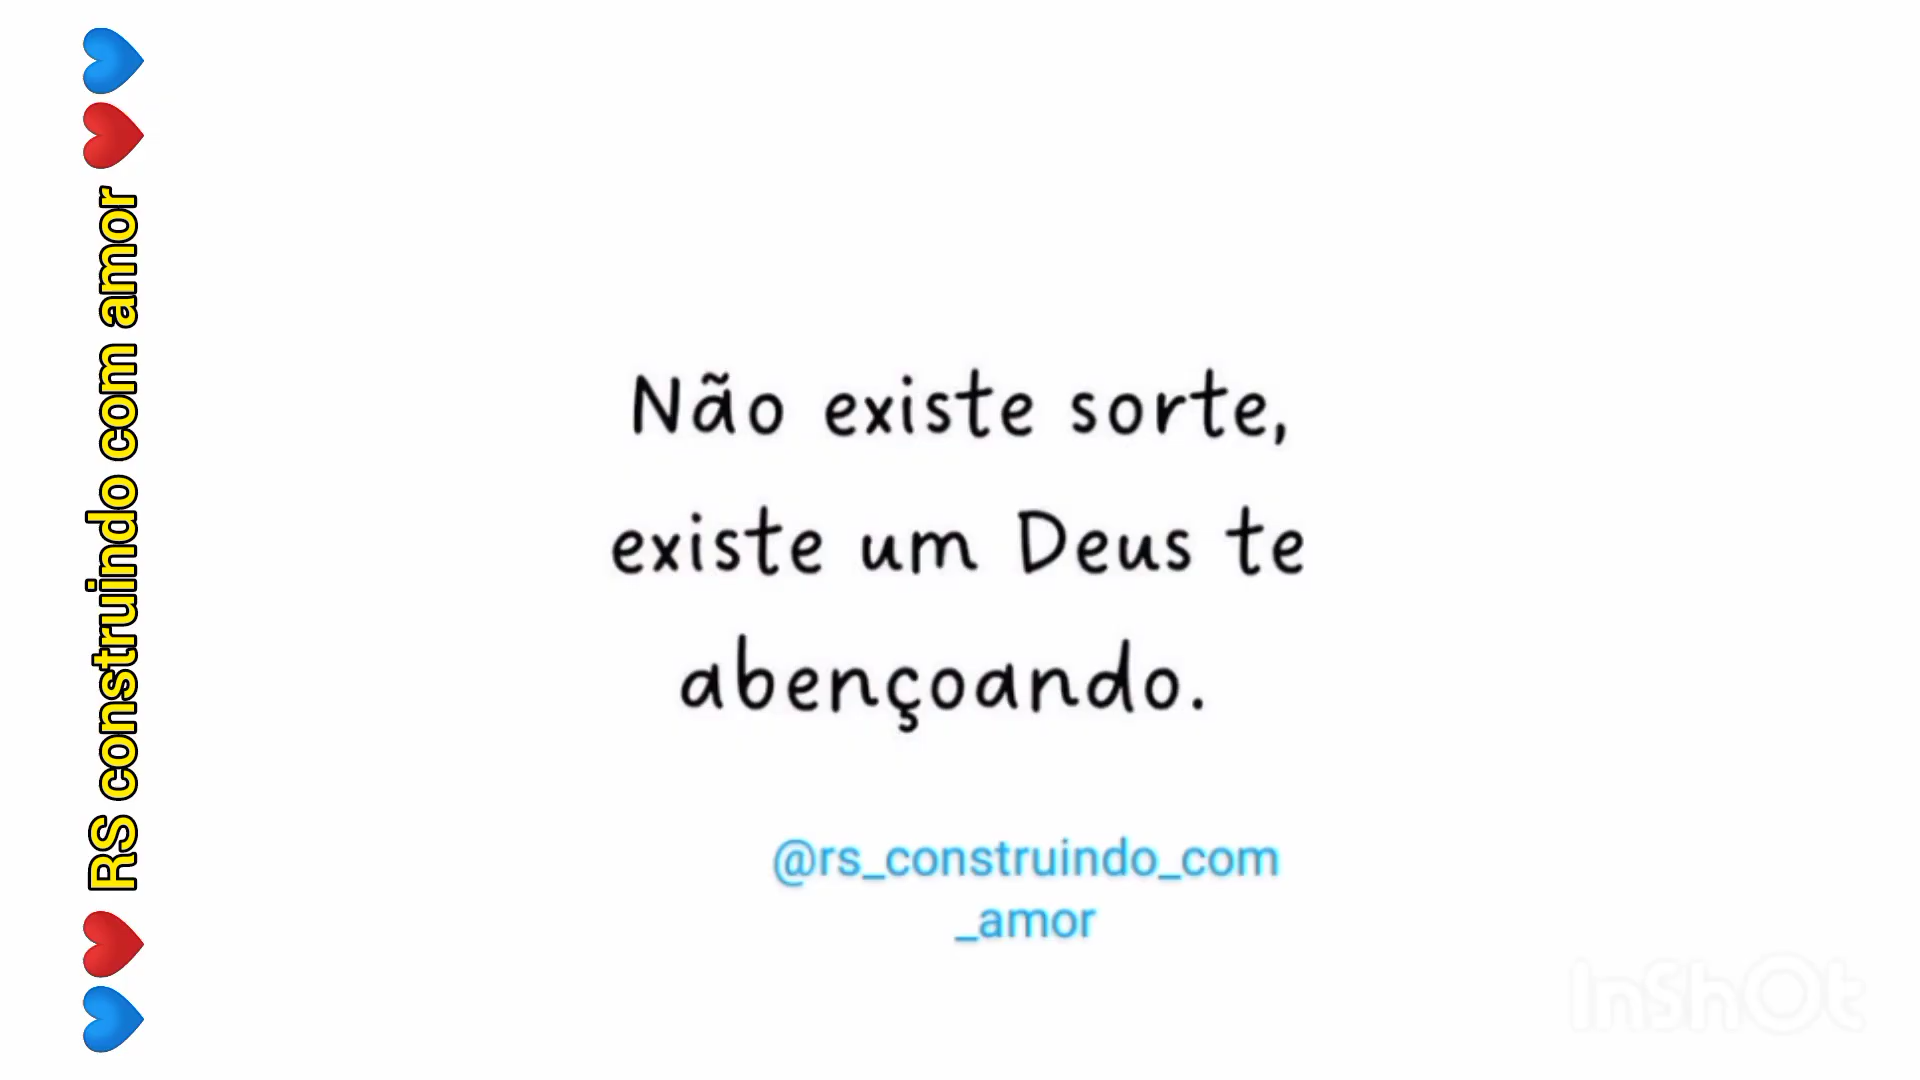 💙❤️ RS construindo com amor ❤️💙
Não existe sorte,
existe um Deus te
abençoando.
@rs_construindo_com
_amor
InShOt